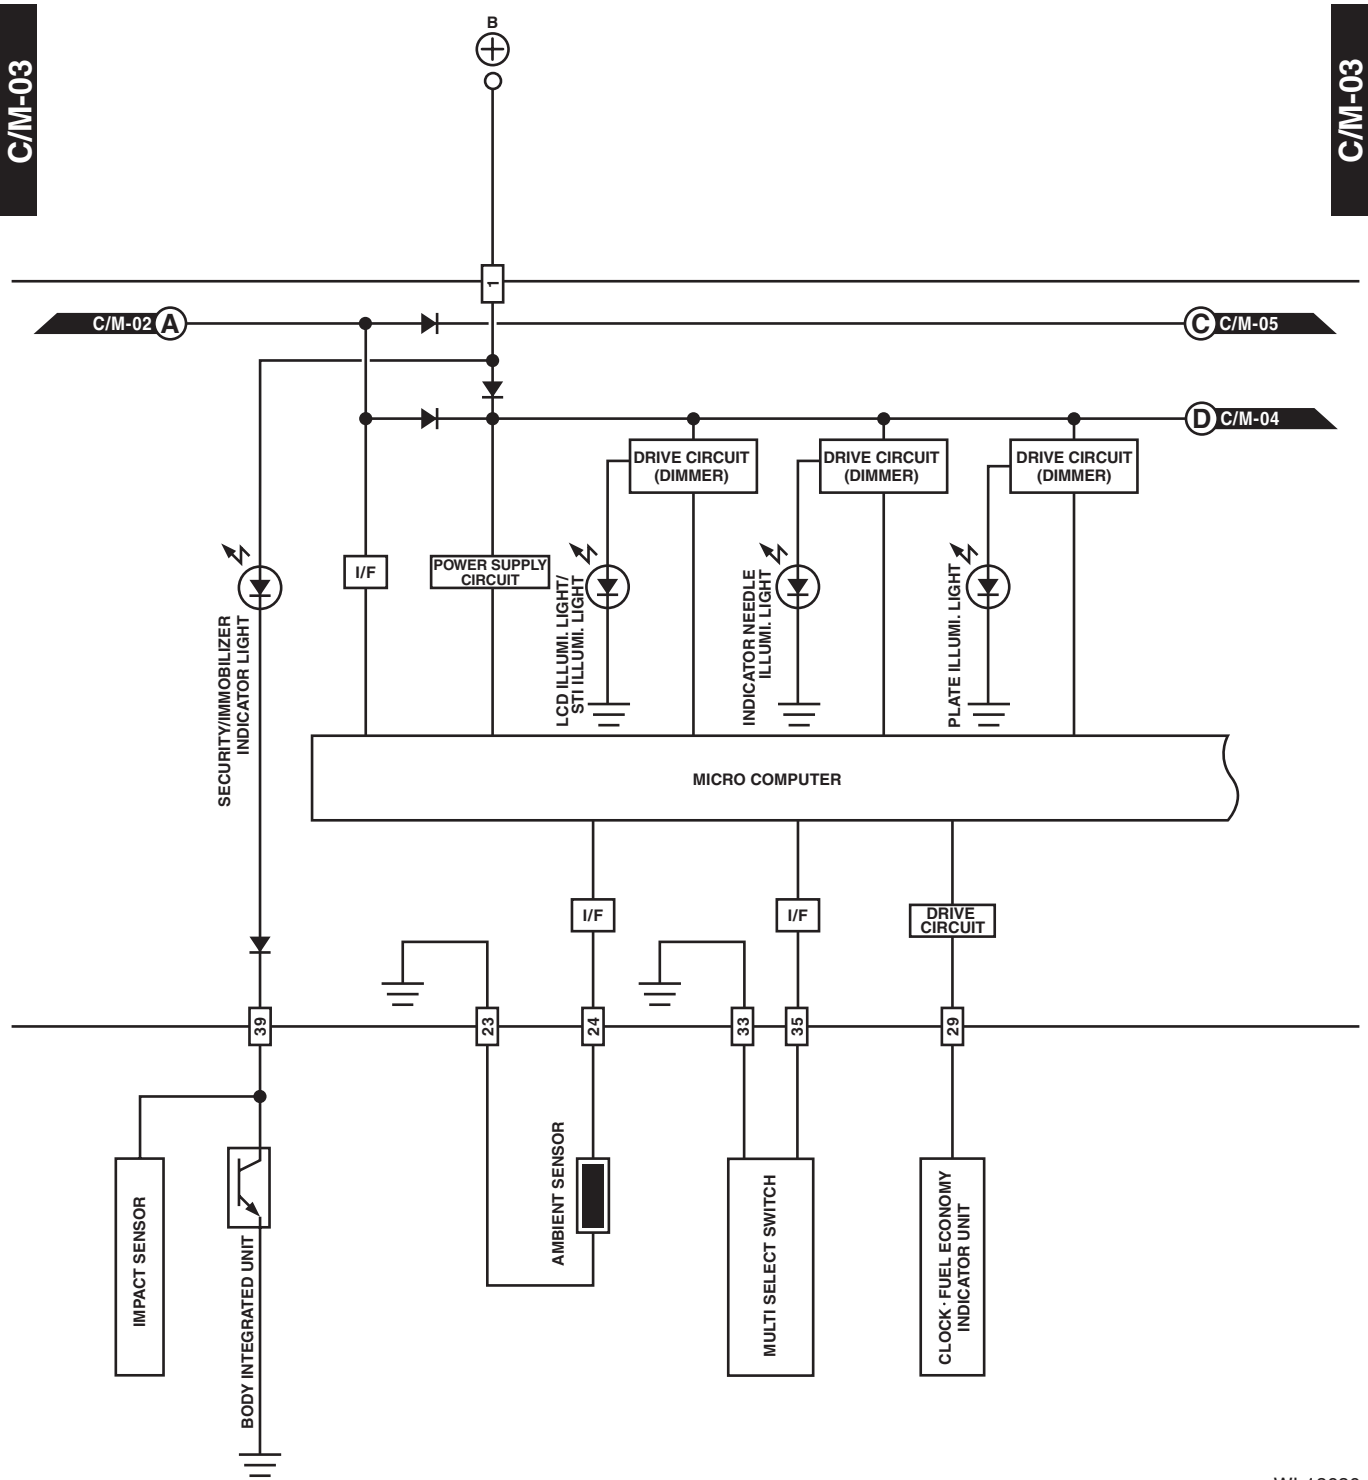 C/M-03
C/M-03
B
1
C/M-02
A
C
C/M-05
D
C/M-04
DRIVE CIRCUIT
(DIMMER)
DRIVE CIRCUIT
(DIMMER)
DRIVE CIRCUIT
(DIMMER)
I/F
POWER SUPPLY
CIRCUIT
SECURITY/IMMOBILIZER
INDICATOR LIGHT
LCD ILLUMI. LIGHT/
STI ILLUMI. LIGHT
INDICATOR NEEDLE
ILLUMI. LIGHT
PLATE ILLUMI. LIGHT
MICRO COMPUTER
I/F
I/F
DRIVE
CIRCUIT
39
23
24
33
35
29
IMPACT SENSOR
BODY INTEGRATED UNIT
AMBIENT SENSOR
MULTI SELECT SWITCH
CLOCK · FUEL ECONOMY
INDICATOR UNIT